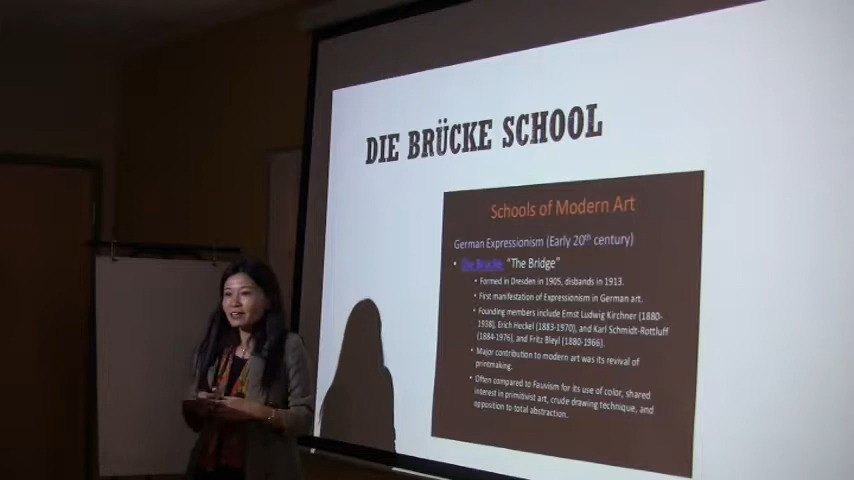 DIE BRÜCKE SCHOOL
Schools of Modern Art
German Expressionism (Early 20th century)
• Die Brücke "The Bridge"
• Formed in Dresden in 1905, disbands in 1913.
• First manifestation of Expressionism in German art.
• Founding members include Ernst Ludwig Kirchner (1880-
1938), Erich Heckel (1883-1970), and Karl Schmidt-Rottluff
(1884-1976), and Fritz Bleyl (1880-1966).
• Major contribution to modern art was its revival of
printmaking.
• Often compared to Fauvism for its use of color, shared
interest in primitivist art, crude drawing technique, and
opposition to total abstraction.